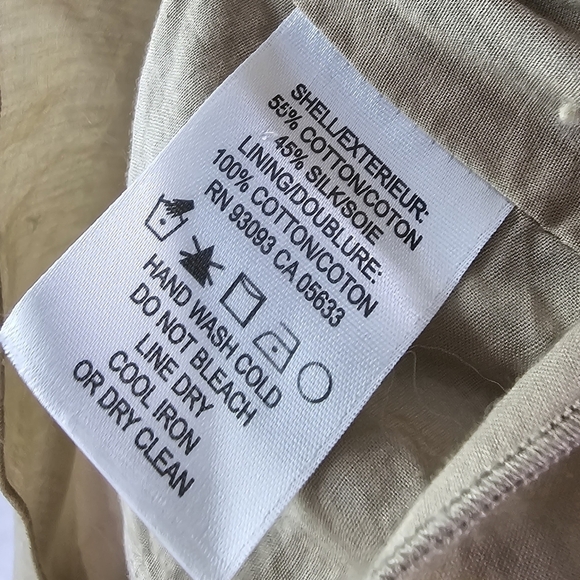 SHELL/EXTERIEUR:
55% COTTON/COTON
45% SILK/SOIE
LINING/DOUBLURE:
100% COTTON/COTON
RN 93093 CA 05633
HAND WASH COLD
DO NOT BLEACH
LINE DRY
COOL IRON
OR DRY CLEAN